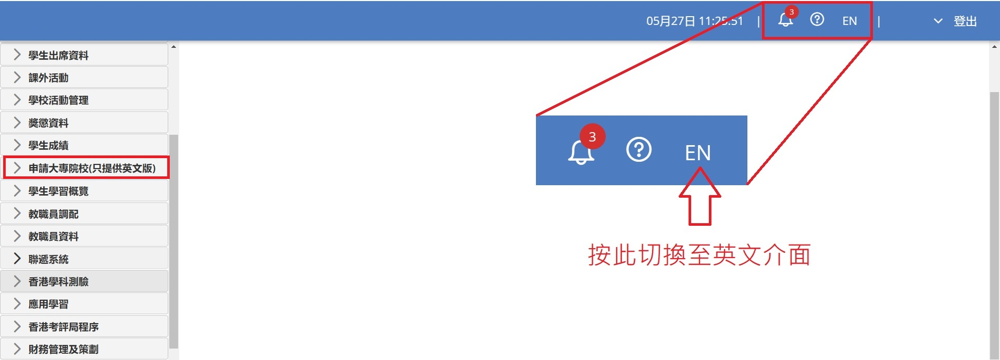 05月27日 11:25:51 | 3 EN | 登出
學生出席資料
課外活動
學校活動管理
獎懲資料
學生成績
申請大專院校(只提供英文版)
學生學習概覽
教職員調配
教職員資料
聯遞系統
香港學科測驗
應用學習
香港考評局程序
財務管理及策劃
3
EN
按此切換至英文介面